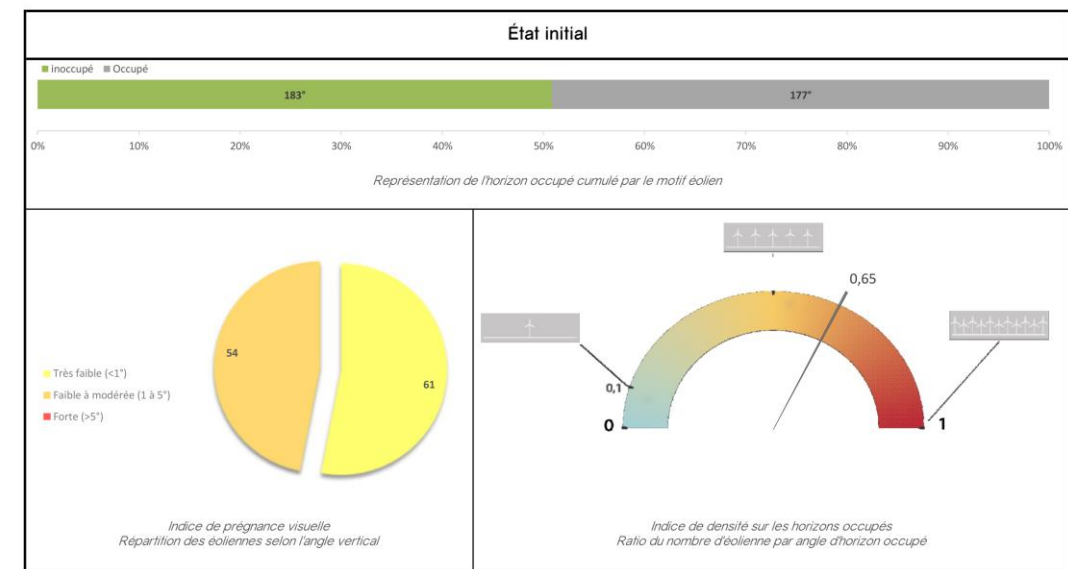 État initial
inoccupé Occupé
183° 177°
0% 10% 20% 30% 40% 50% 60% 70% 80% 90% 100%
Représentation de l'horizon occupé cumulé par le motif éolien
54
61
Très faible (<1°)
Faible à modérée (1 à 5°)
Forte (>5°)
Indice de prégnance visuelle
Répartition des éoliennes selon l'angle vertical
0,65
0,1
0
1
Indice de densité sur les horizons occupés
Ratio du nombre d'éolienne par angle d'horizon occupé